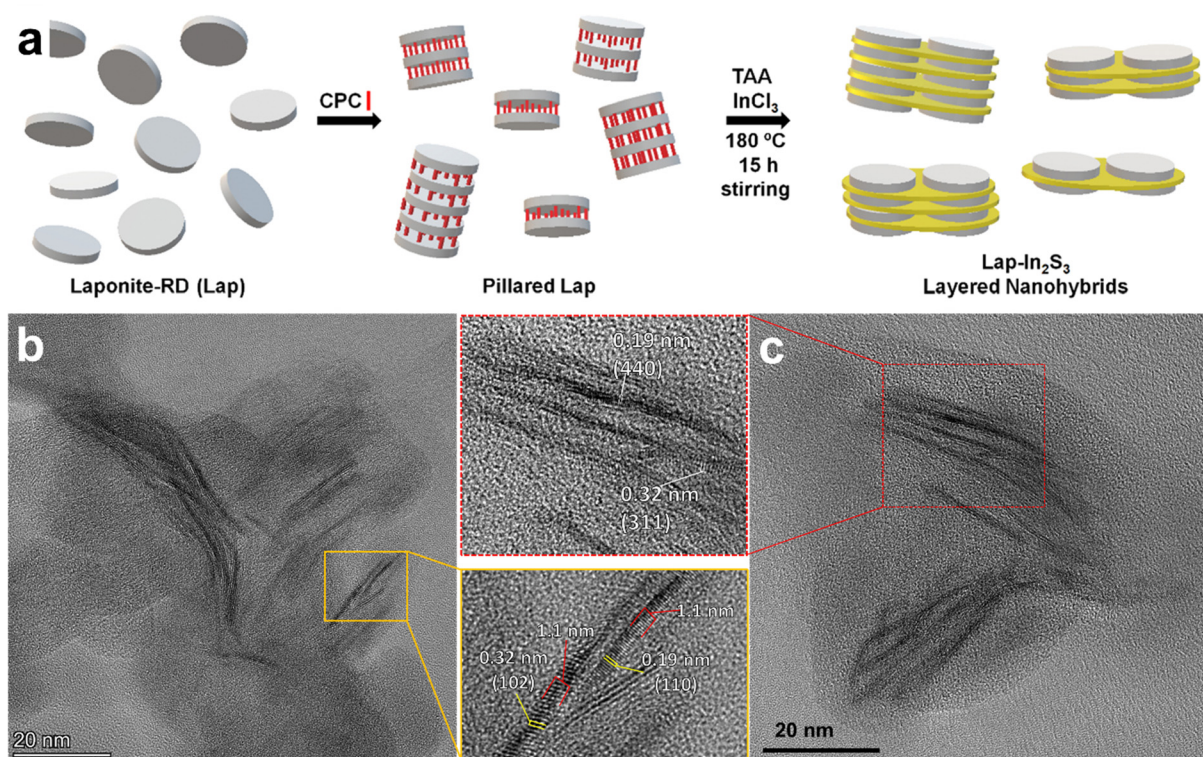 a
CPC
TAA
InCl₃
180 ºC
15 h
stirring
Laponite-RD (Lap)
Pillared Lap
Lap-In₂S₃
Layered Nanohybrids
b
20 nm
0.19 nm
(440)
0.32 nm
(311)
1.1 nm
1.1 nm
0.32 nm
(102)
0.19 nm
(110)
c
20 nm